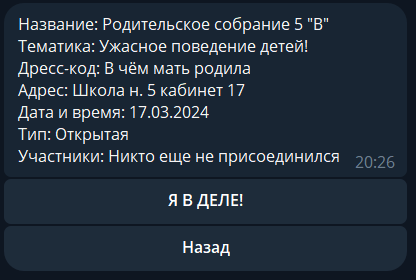 Название: Родительское собрание 5 "В"
Тематика: Ужасное поведение детей!
Дресс-код: В чём мать родила
Адрес: Школа н. 5 кабинет 17
Дата и время: 17.03.2024
Тип: Открытая
Участники: Никто еще не присоединился
20:26
Я В ДЕЛЕ!
Назад